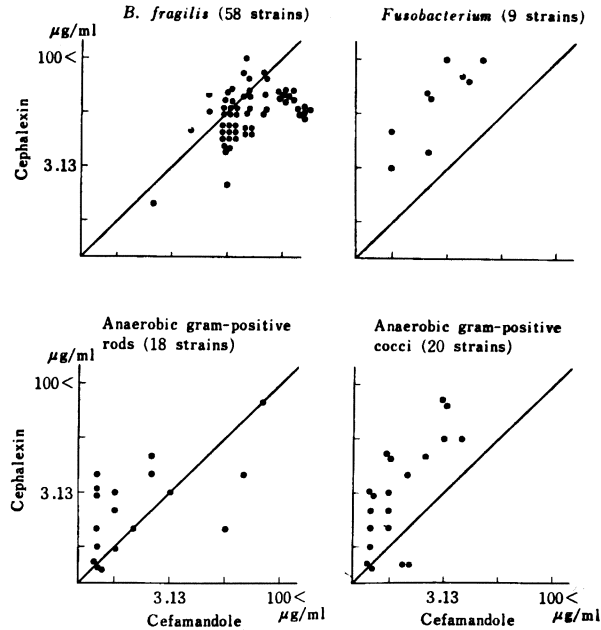 B. fragilis (58 strains)
Fusobacterium (9 strains)
μg/ml
100<
Cephalexin
3.13
Anaerobic gram-positive
rods (18 strains)
Anaerobic gram-positive
cocci (20 strains)
μg/ml
100<
Cephalexin
3.13
3.13 100<
Cefamandole μg/ml
3.13 100<
Cefamandole μg/ml